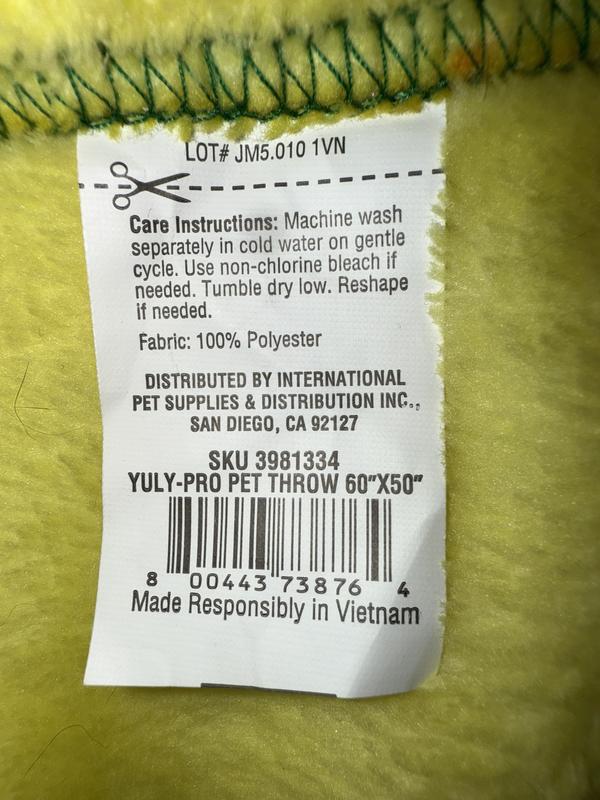 LOT# JM5.010 1VN
Care Instructions: Machine wash
separately in cold water on gentle
cycle. Use non-chlorine bleach if
needed. Tumble dry low. Reshape
if needed.
Fabric: 100% Polyester
DISTRIBUTED BY INTERNATIONAL
PET SUPPLIES & DISTRIBUTION INC.,
SAN DIEGO, CA 92127
SKU 3981334
YULY-PRO PET THROW 60"X50"
8 00443 73876 4
Made Responsibly in Vietnam